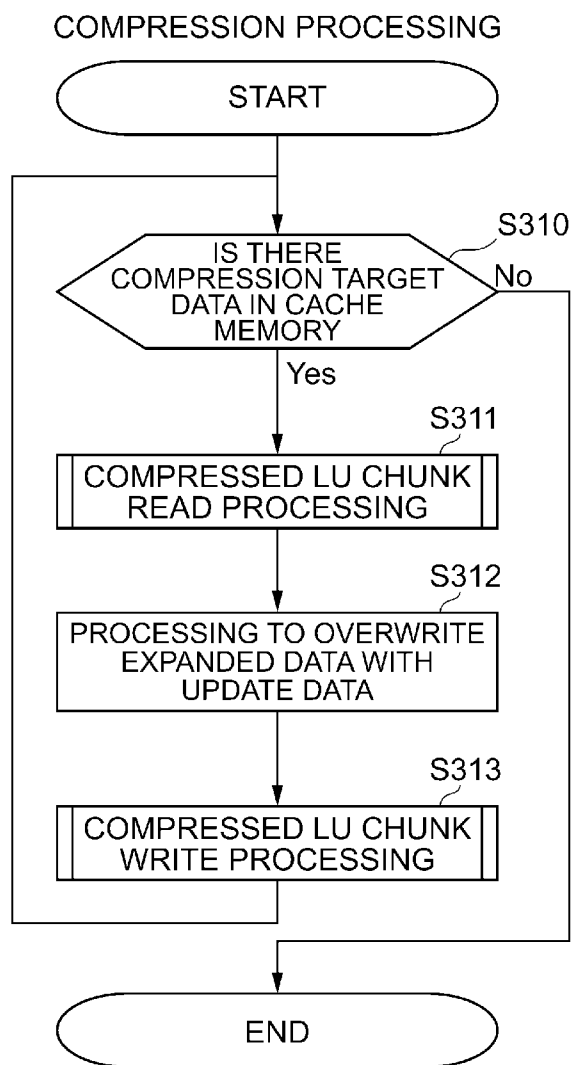 COMPRESSION PROCESSING
START
S310
IS THERE
COMPRESSION TARGET
DATA IN CACHE
MEMORY
No
Yes
S311
COMPRESSED LU CHUNK
READ PROCESSING
S312
PROCESSING TO OVERWRITE
EXPANDED DATA WITH
UPDATE DATA
S313
COMPRESSED LU CHUNK
WRITE PROCESSING
END